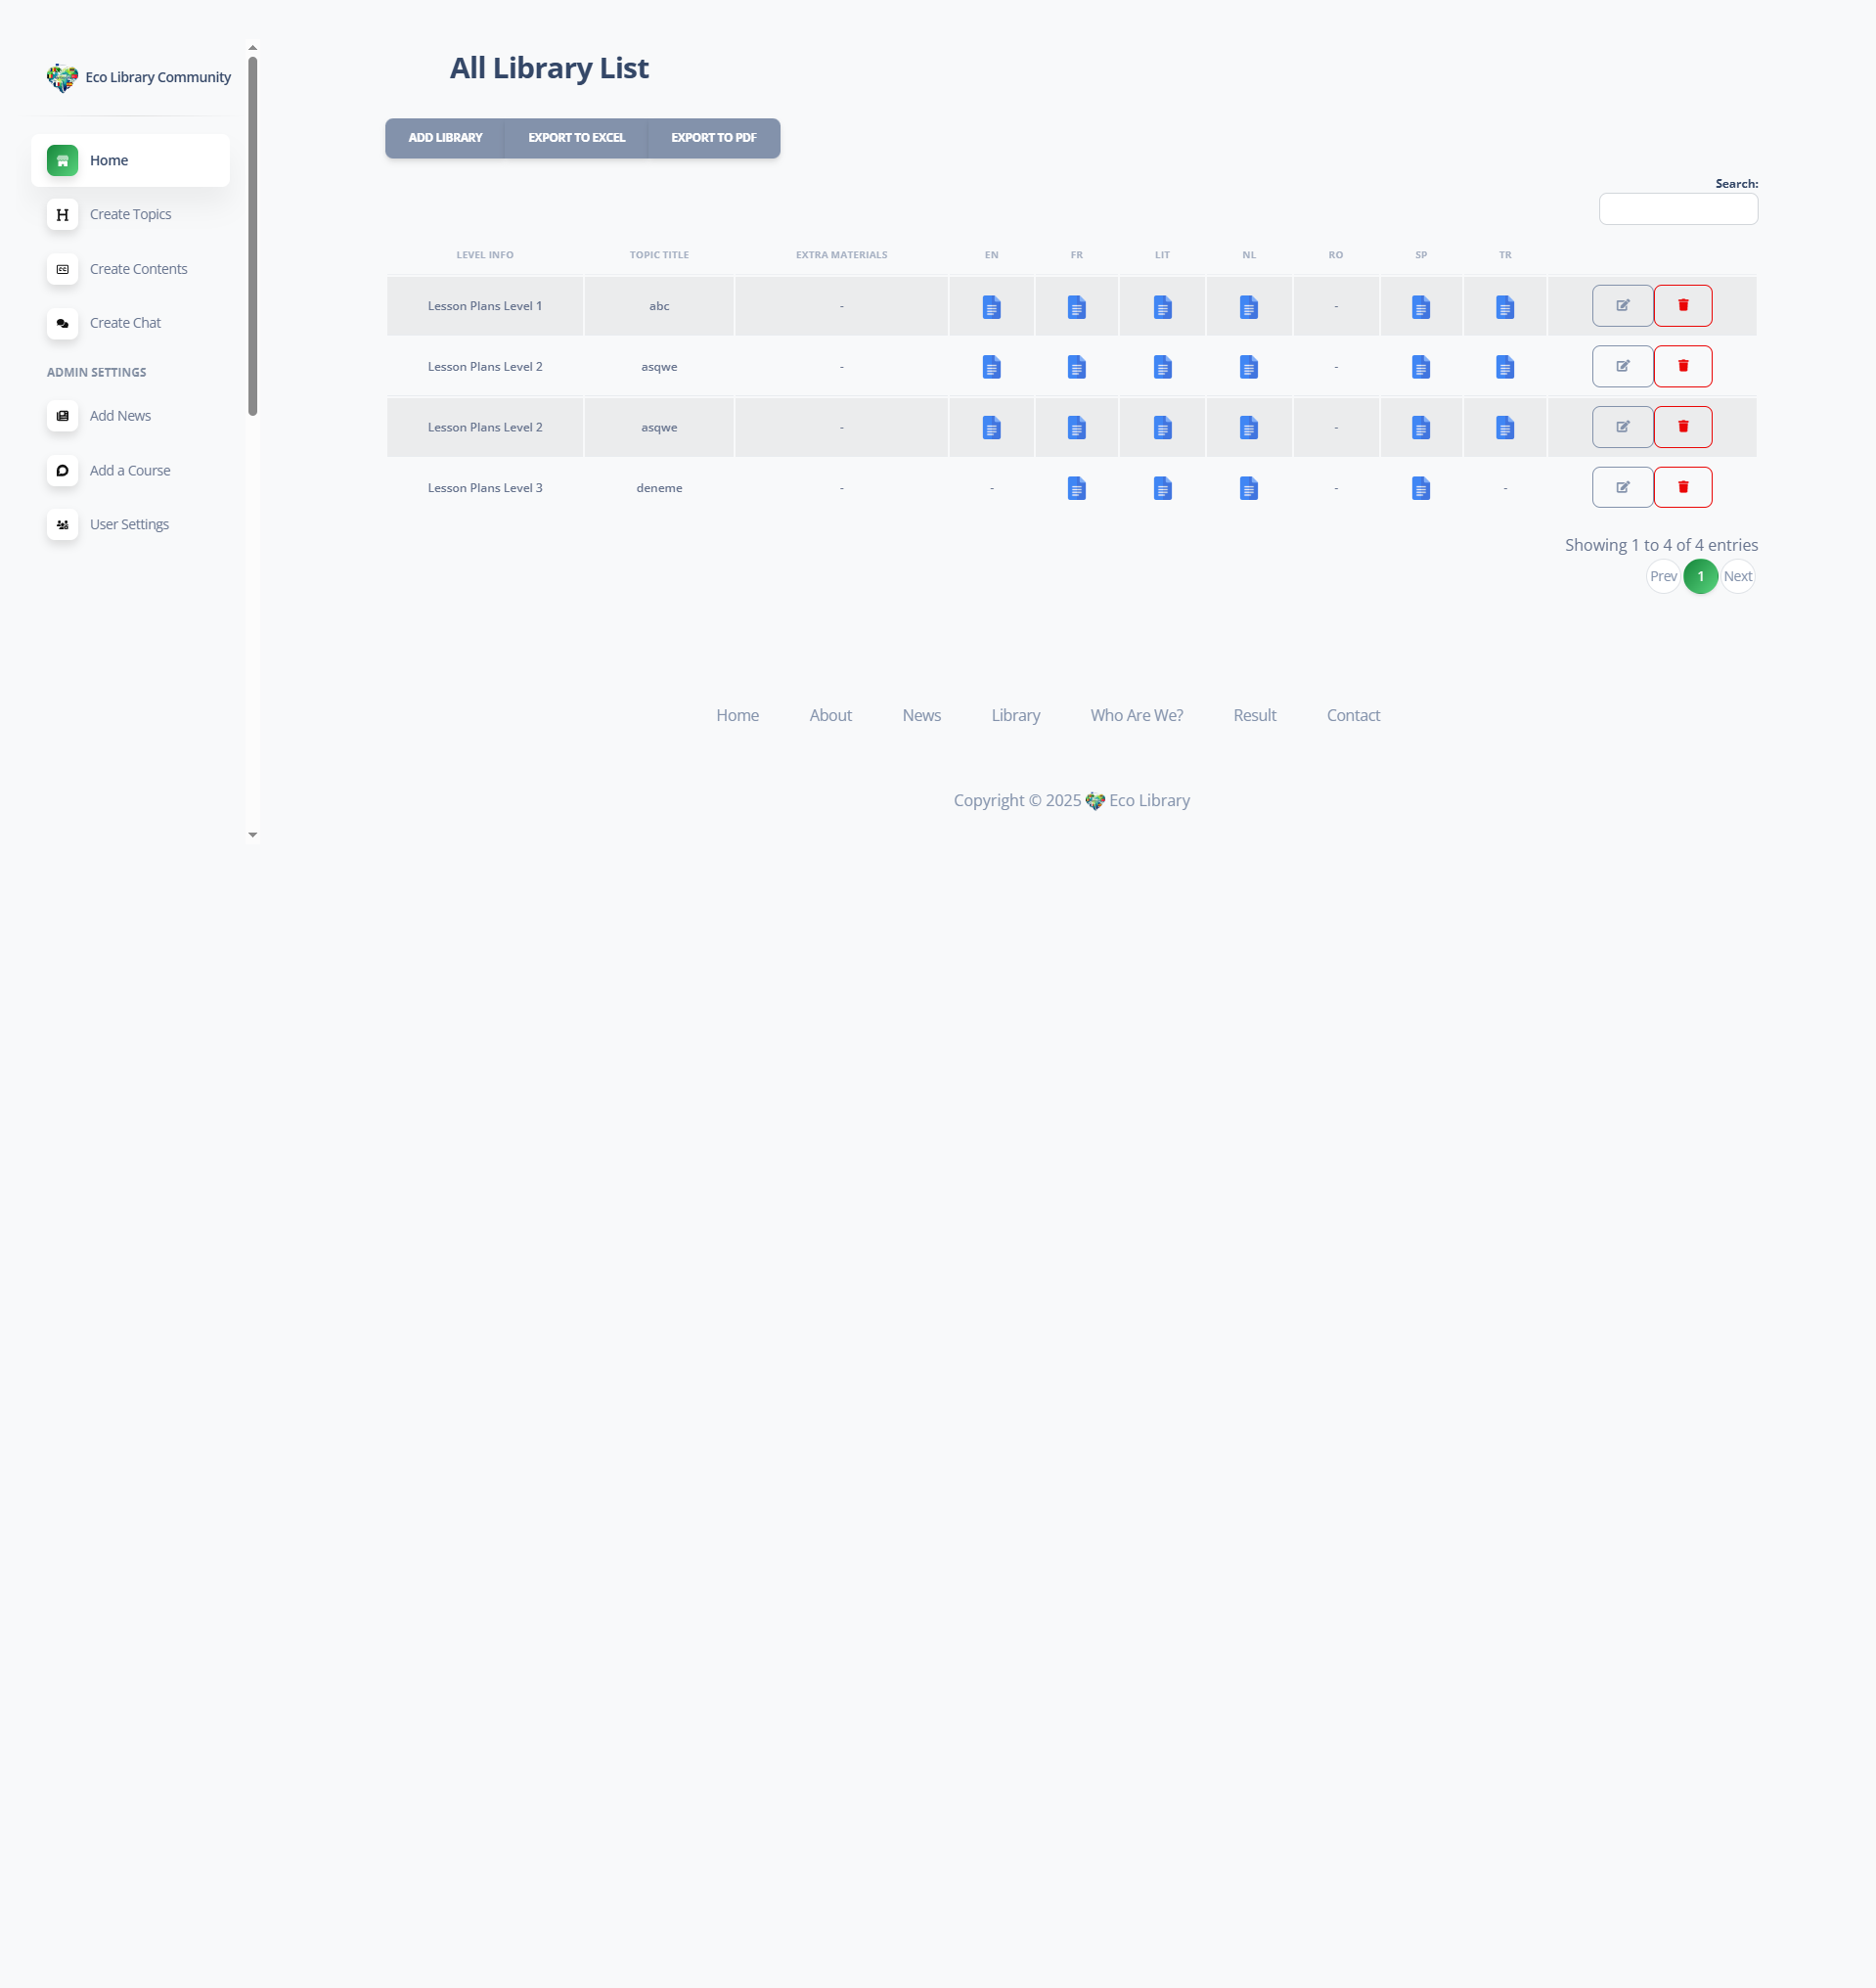 Eco Library Community
Home
Create Topics
Create Contents
Create Chat
ADMIN SETTINGS
Add News
Add a Course
User Settings
All Library List
ADD LIBRARY EXPORT TO EXCEL EXPORT TO PDF
Search:
LEVEL INFO TOPIC TITLE EXTRA MATERIALS EN FR LIT NL RO SP TR
Lesson Plans Level 1 abc - -
Lesson Plans Level 2 asqwe - -
Lesson Plans Level 2 asqwe - -
Lesson Plans Level 3 deneme - - - -
Showing 1 to 4 of 4 entries
Prev 1 Next
Home About News Library Who Are We? Result Contact
Copyright © 2025 Eco Library